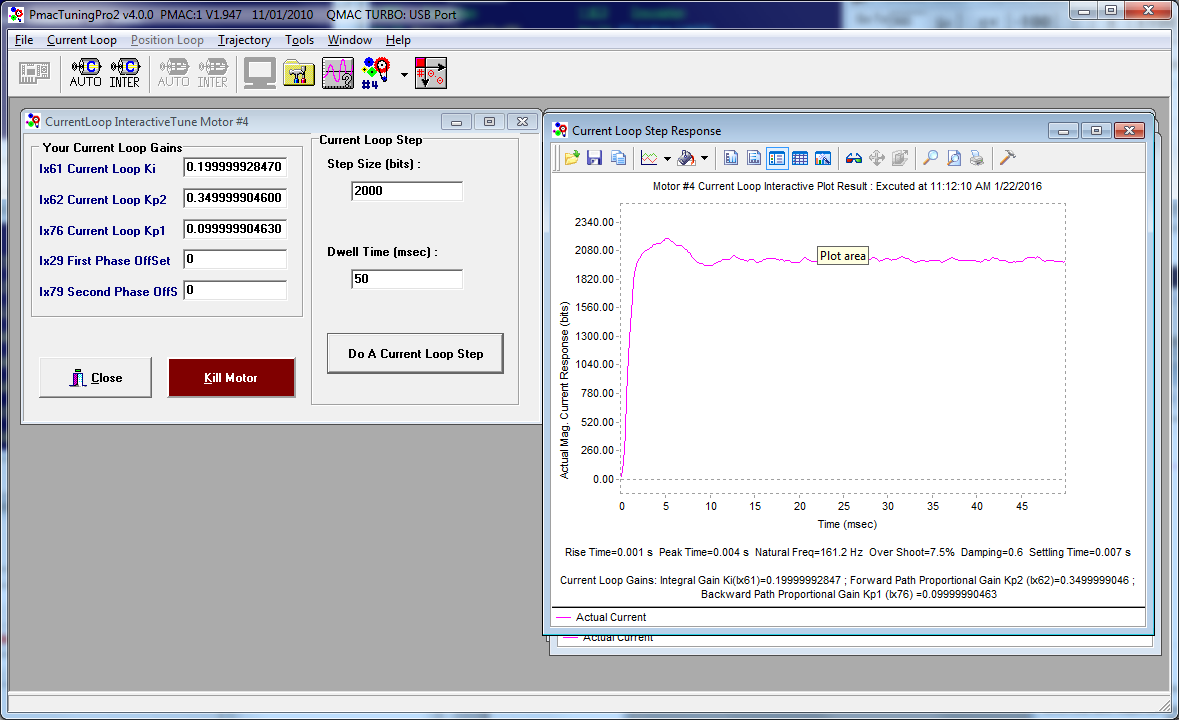 PmacTuningPro2 v4.0.0 PMAC:1 V1.947 11/01/2010 QMAC TURBO: USB Port
File Current Loop Position Loop Trajectory Tools Window Help
AUTO INTER AUTO INTER #4
CurrentLoop InteractiveTune Motor #4
Your Current Loop Gains
Ix61 Current Loop Ki 0.199999928470
Ix62 Current Loop Kp2 0.349999904600
Ix76 Current Loop Kp1 0.099999904630
Ix29 First Phase OffSet 0
Ix79 Second Phase OffS 0
Close
Kill Motor
Current Loop Step
Step Size (bits) :
2000
Dwell Time (msec) :
50
Do A Current Loop Step
Current Loop Step Response
Motor #4 Current Loop Interactive Plot Result : Excuted at 11:12:10 AM 1/22/2016
Actual Mag. Current Response (bits)
2340.00
2080.00
1820.00
1560.00
1300.00
1040.00
780.00
520.00
260.00
0.00
Plot area
0 5 10 15 20 25 30 35 40 45
Time (msec)
Rise Time=0.001 s Peak Time=0.004 s Natural Freq=161.2 Hz Over Shoot=7.5% Damping=0.6 Settling Time=0.007 s
Current Loop Gains: Integral Gain Ki(Ix61)=0.19999992847 ; Forward Path Proportional Gain Kp2 (Ix62)=0.3499999046 ;
Backward Path Proportional Gain Kp1 (Ix76) =0.09999990463
Actual Current
Actual Current